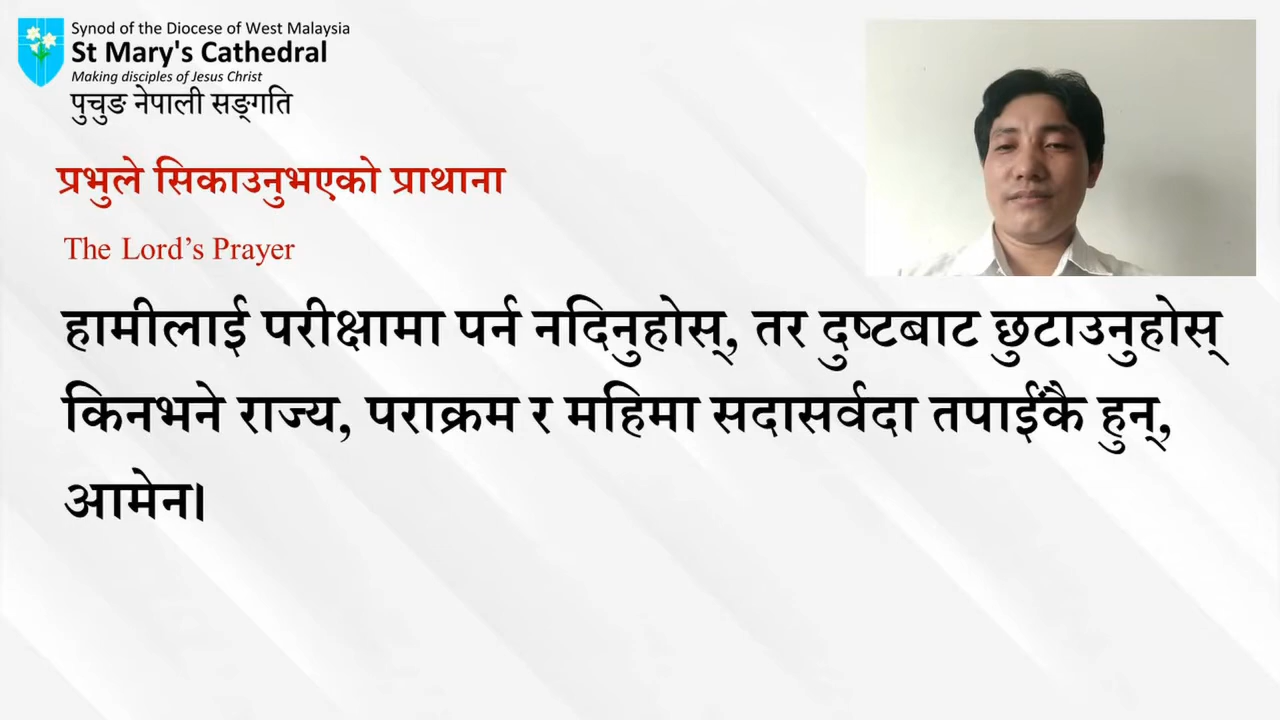 Synod of the Diocese of West Malaysia
St Mary's Cathedral
Making disciples of Jesus Christ
पुचुङ नेपाली सङ्गति
प्रभुले सिकाउनुभएको प्राथाना
The Lord’s Prayer
हामीलाई परीक्षामा पर्न नदिनुहोस्, तर दुष्टबाट छुटाउनुहोस्
किनभने राज्य, पराक्रम र महिमा सदासर्वदा तपाईंकै हुन्,
आमेन।